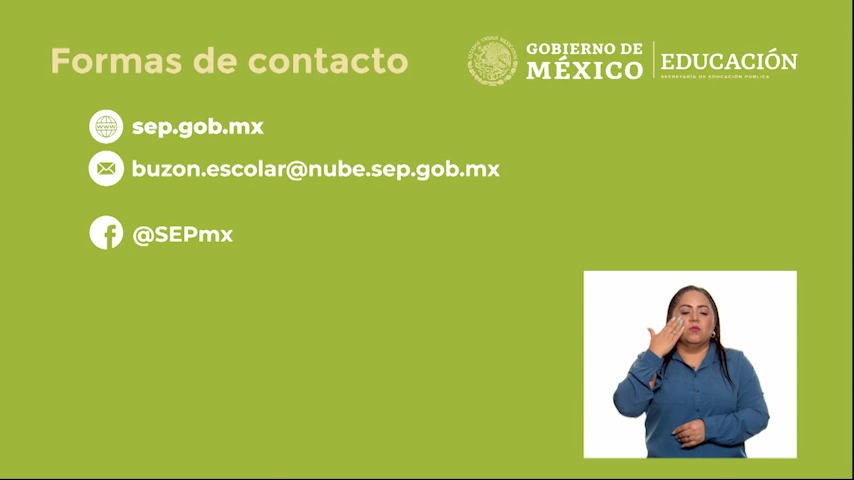 Formas de contacto
GOBIERNO DE
MÉXICO
EDUCACIÓN
SECRETARÍA DE EDUCACIÓN PÚBLICA
sep.gob.mx
www
buzon.escolar@nube.sep.gob.mx
@SEPmx